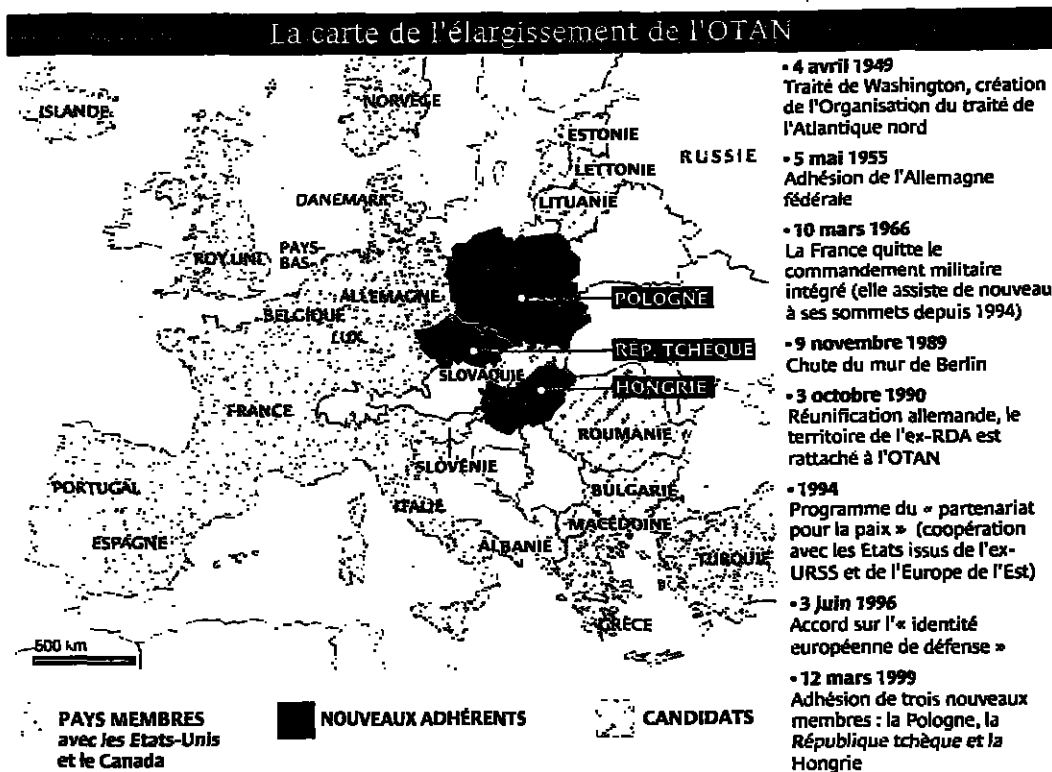 La carte de l'élargissement de l'OTAN
ISLANDE
NORVÈGE
ESTONIE
RUSSIE
LETTONIE
DANEMARK
LITUANIE
ROY.UNI
PAYS-
BAS
ALLEMAGNE
POLOGNE
BELGIQUE
LUX.
RÉP. TCHÈQUE
SLOVAQUIE
HONGRIE
FRANCE
ROUMANIE
SLOVÉNIE
PORTUGAL
ITALIE
BULGARIE
MACÉDOINE
ESPAGNE
ALBANIE
TURQUIE
GRÈCE
500 km
PAYS MEMBRES
avec les Etats-Unis
et le Canada
NOUVEAUX ADHÉRENTS
CANDIDATS
• 4 avril 1949
Traité de Washington, création
de l'Organisation du traité de
l'Atlantique nord
• 5 mai 1955
Adhésion de l'Allemagne
fédérale
• 10 mars 1966
La France quitte le
commandement militaire
intégré (elle assiste de nouveau
à ses sommets depuis 1994)
• 9 novembre 1989
Chute du mur de Berlin
• 3 octobre 1990
Réunification allemande, le
territoire de l'ex-RDA est
rattaché à l'OTAN
• 1994
Programme du « partenariat
pour la paix » (coopération
avec les Etats issus de l'ex-
URSS et de l'Europe de l'Est)
• 3 juin 1996
Accord sur l'« identité
européenne de défense »
• 12 mars 1999
Adhésion de trois nouveaux
membres : la Pologne, la
République tchèque et la
Hongrie